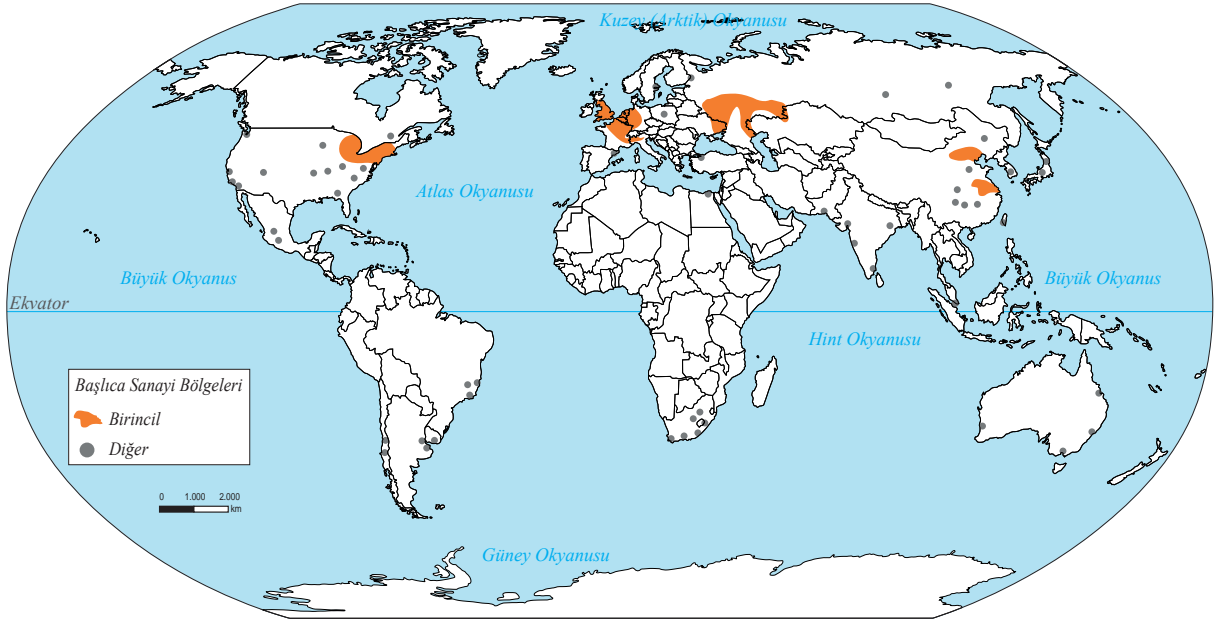 Kuzey (Arktik) Okyanusu
Atlas Okyanusu
Büyük Okyanus
Büyük Okyanus
Ekvator
Hint Okyanusu
Başlıca Sanayi Bölgeleri
Birincil
Diğer
0 1.000 2.000
km
Güney Okyanusu